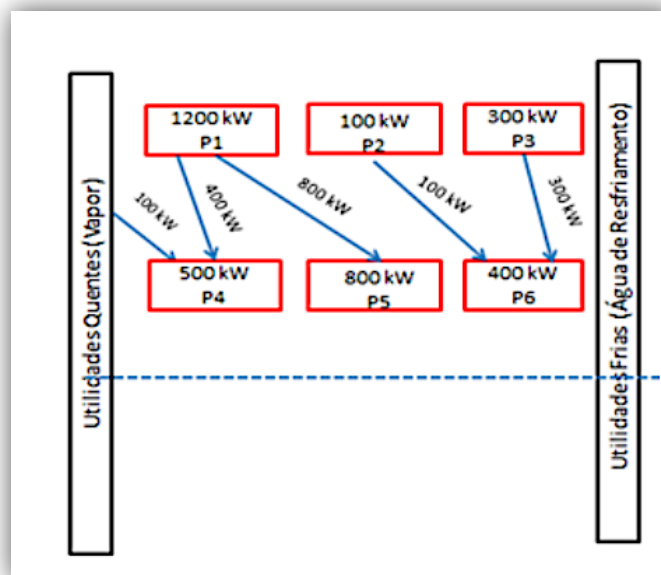 Utilidades Quentes (Vapor)
1200 kW
P1
100 kW
P2
300 kW
P3
100 kW
400 kW
800 kW
100 kW
300 kW
500 kW
P4
800 kW
P5
400 kW
P6
Utilidades Frias (Água de Resfriamento)